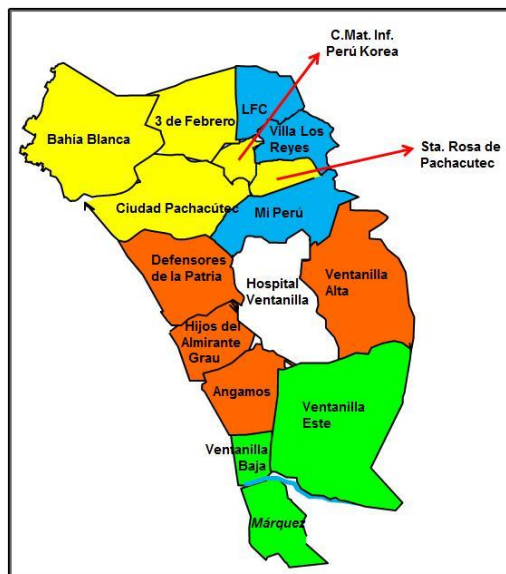 C.Mat. Inf.
Perú Korea
LFC
3 de Febrero
Villa Los
Reyes
Bahía Blanca
Sta. Rosa de
Pachacutec
Ciudad Pachacútec
Mi Perú
Defensores
de la Patria
Hospital
Ventanilla
Ventanilla
Alta
Hijos del
Almirante
Grau
Angamos
Ventanilla
Este
Ventanilla
Baja
Márquez